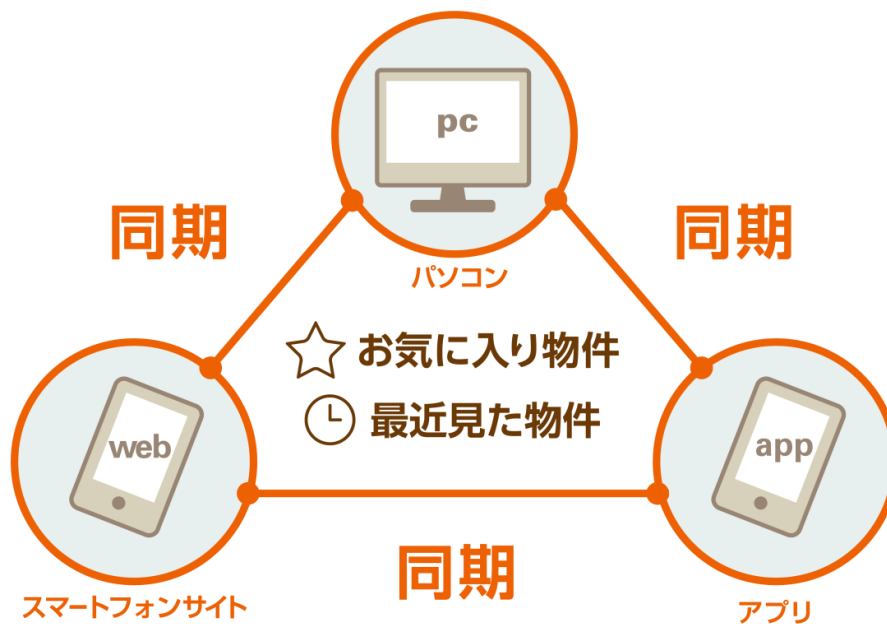 pc
パソコン
同期
同期
お気に入り物件
最近見た物件
web
app
同期
スマートフォンサイト
アプリ